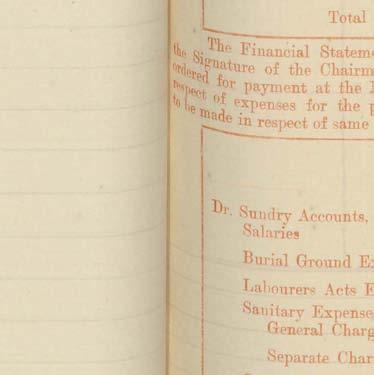 Total
The Financial Stateme
the Signature of the Chairm
ordered for payment at the
respect of expenses for the p
to be made in respect of same
Dr. Sundry Accounts,
Salaries
Burial Ground Ex
Labourers Acts E
Sanitary Expense
General Charg
Separate Char